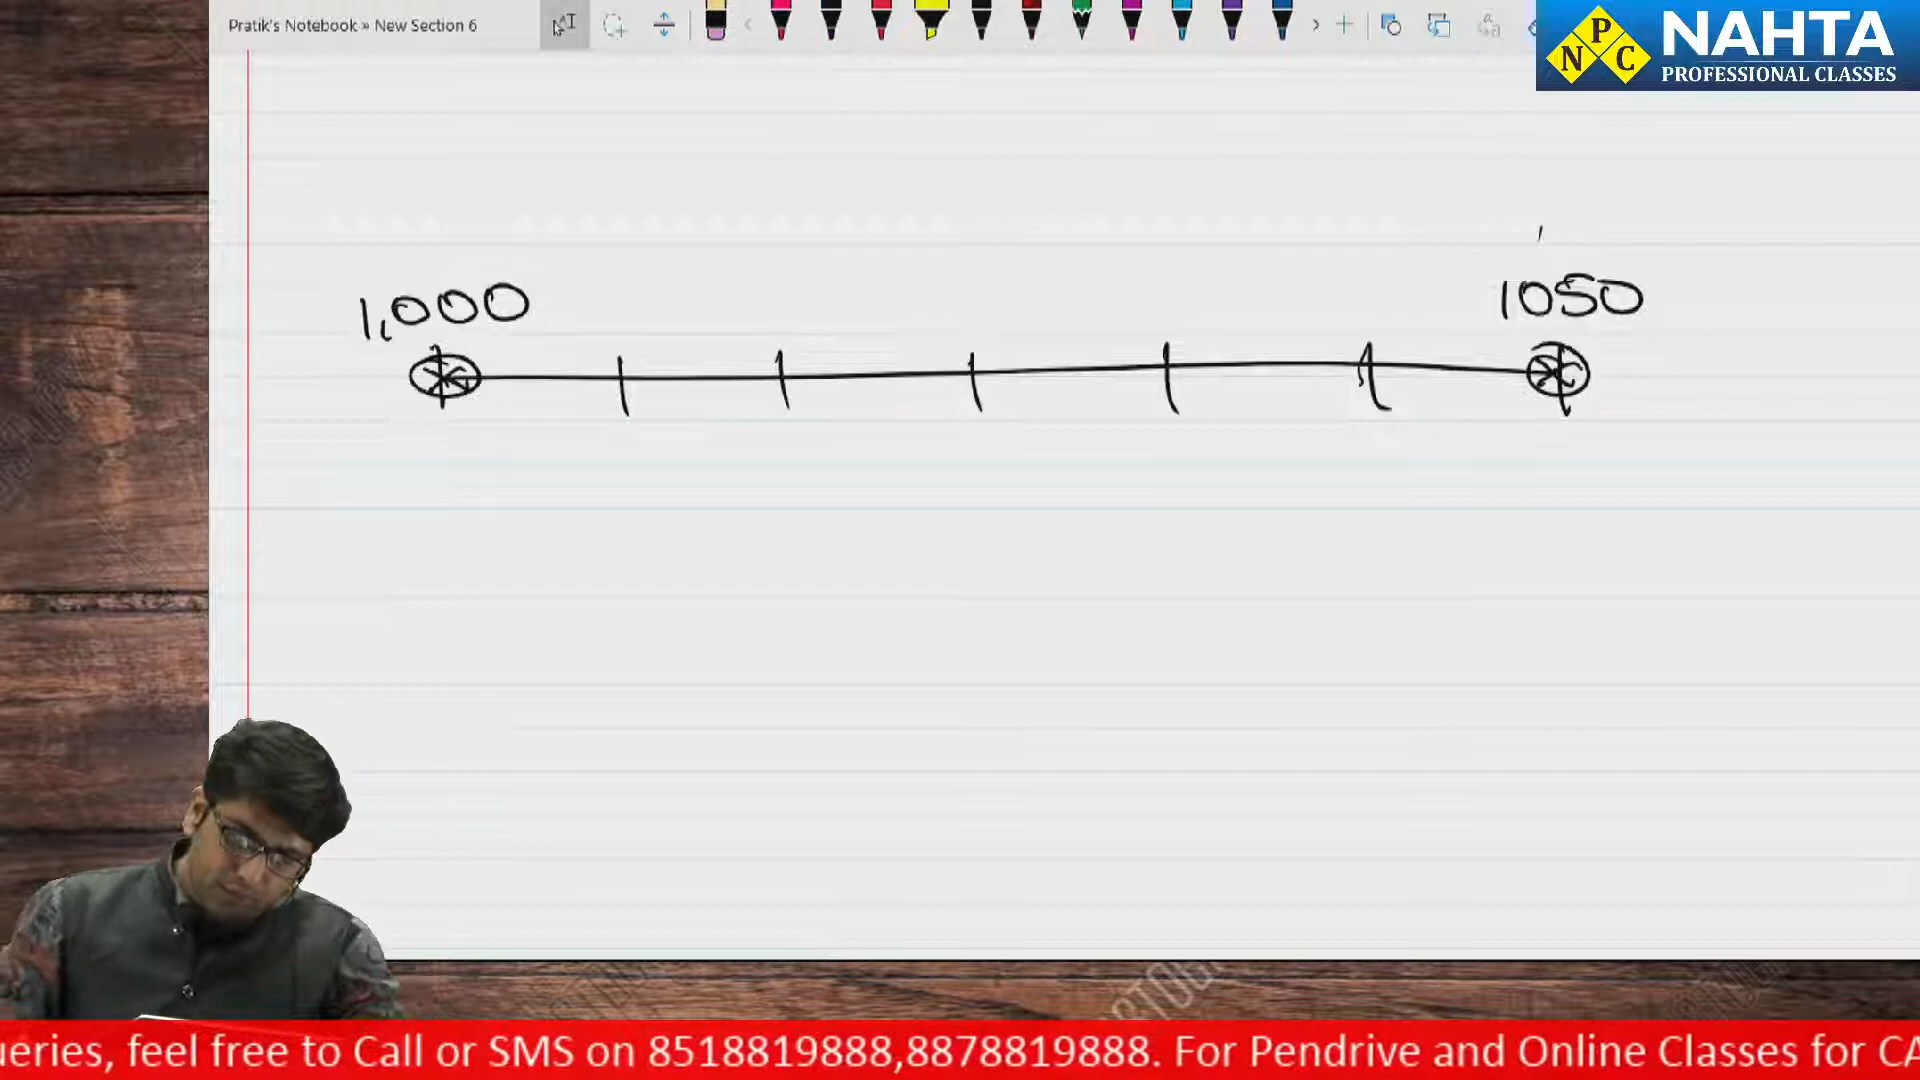 Pratik's Notebook » New Section 6
N P C
NAHTA
PROFESSIONAL CLASSES
1,000
1050
ueries, feel free to Call or SMS on 8518819888,8878819888. For Pendrive and Online Classes for CA